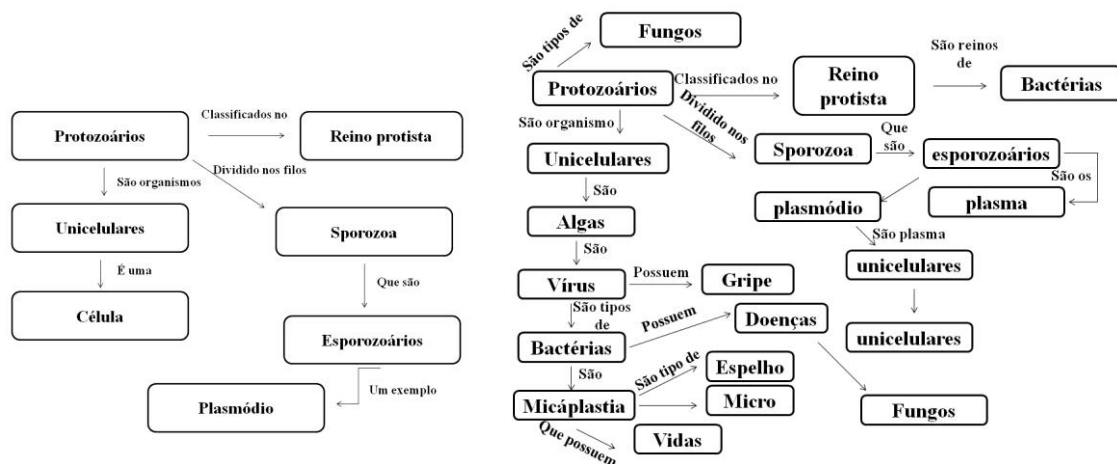 Protozoários
Classificados no
Reino protista
São organismos
Dividido nos filos
Unicelulares
Sporozoa
É uma
Que são
Célula
Esporozoários
Um exemplo
Plasmódio
São tipos de
Fungos
Protozoários
Classificados no
Reino
protista
São reinos
de
Bactérias
São organismo
Dividido nos
filos
Unicelulares
Sporozoa
Que
são
esporozoários
São os
plasma
São
Algas
plasmódio
São plasma
unicelulares
unicelulares
São
Vírus
Possuem
Gripe
São tipos
de
Bactérias
Possuem
Doenças
Fungos
São
Micáplastia
São tipo de
Espelho
Micro
Que possuem
Vidas